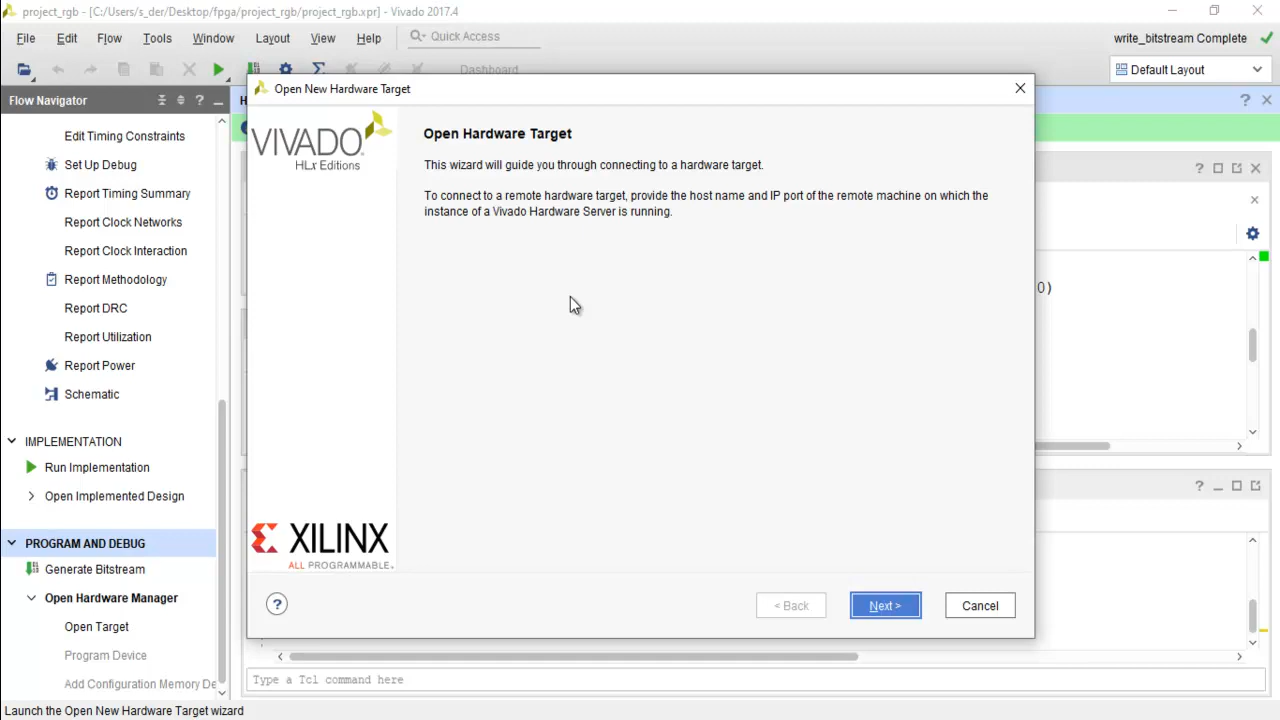 project_rgb - [C:/Users/s_der/Desktop/fpga/project_rgb/project_rgb.xpr] - Vivado 2017.4
File Edit Flow Tools Window Layout View Help Quick Access write_bitstream Complete
Dashboard Default Layout
Flow Navigator ? _ H ?
Open New Hardware Target
Edit Timing Constraints
Set Up Debug
Report Timing Summary
Report Clock Networks
Report Clock Interaction
Report Methodology
Report DRC
Report Utilization
Report Power
Schematic
IMPLEMENTATION
Run Implementation
Open Implemented Design
PROGRAM AND DEBUG
Generate Bitstream
Open Hardware Manager
Open Target
Program Device
Add Configuration Memory De
VIVADO
HLx Editions
Open Hardware Target
This wizard will guide you through connecting to a hardware target.
To connect to a remote hardware target, provide the host name and IP port of the remote machine on which the
instance of a Vivado Hardware Server is running.
XILINX
ALL PROGRAMMABLE.
? < Back Next > Cancel
0)
Type a Tcl command here
Launch the Open New Hardware Target wizard